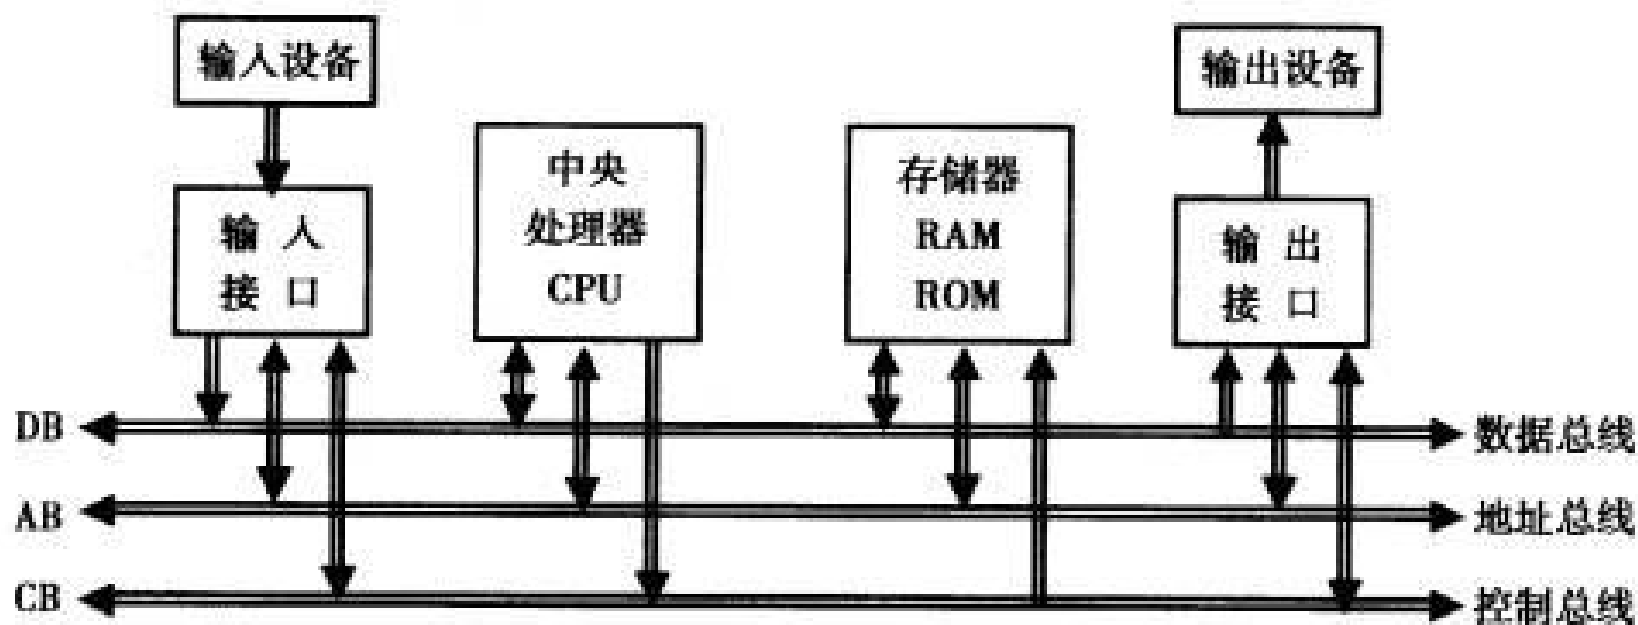 输入设备
输出设备
中央
处理器
CPU
存储器
RAM
ROM
输 入
接 口
输 出
接 口
DB
数据总线
AB
地址总线
CB
控制总线